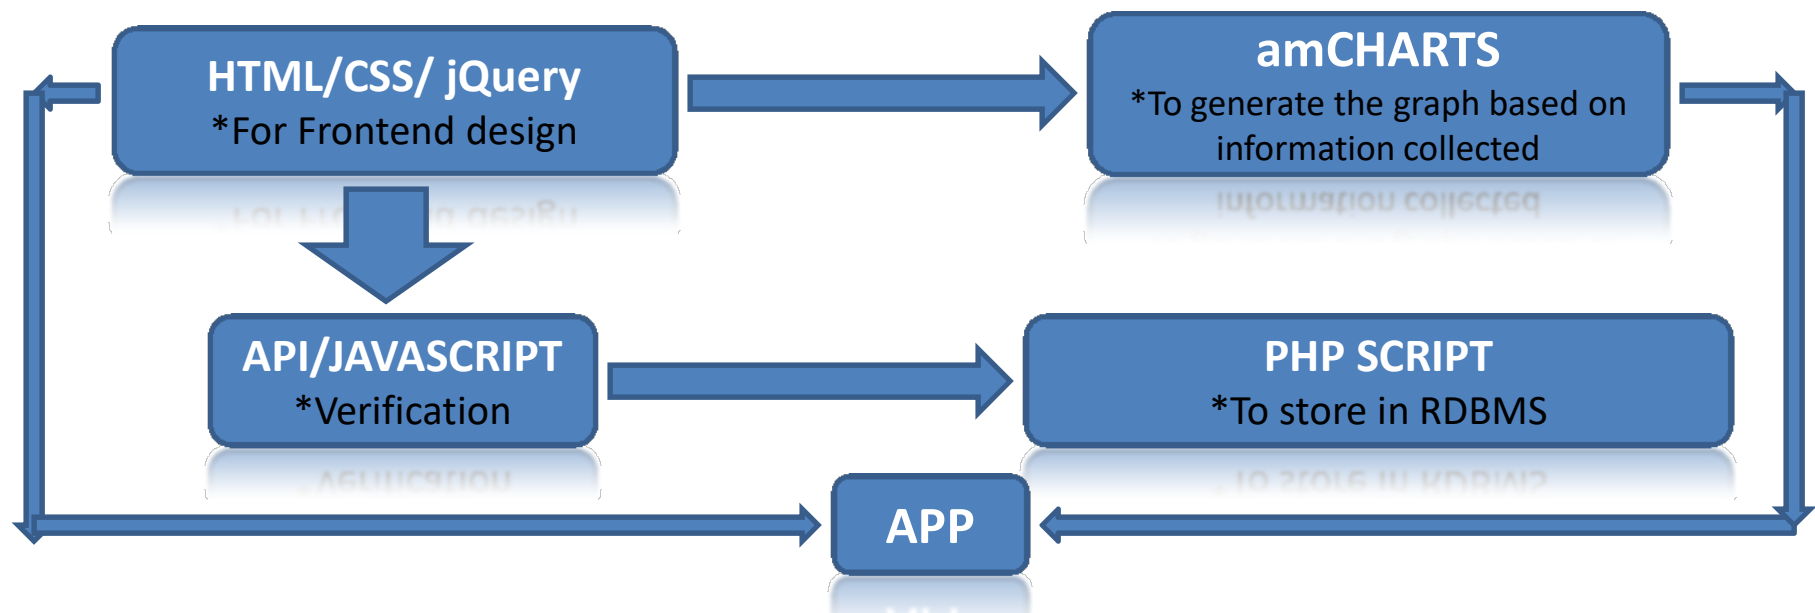 HTML/CSS/ jQuery
*For Frontend design
amCHARTS
*To generate the graph based on
information collected
API/JAVASCRIPT
*Verification
PHP SCRIPT
*To store in RDBMS
APP